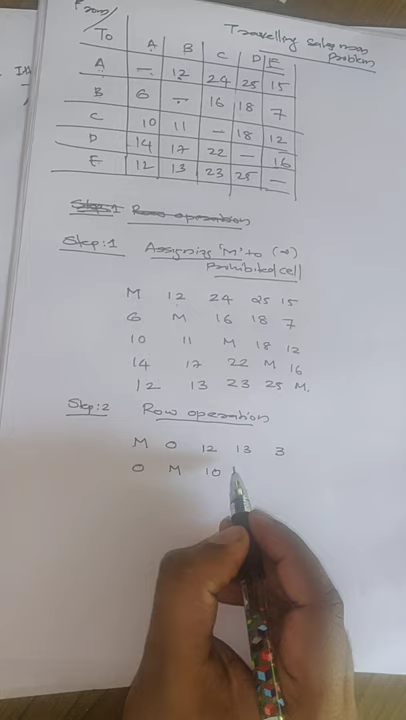 From/
To A B C D E
Travelling salesman
Problem
A — 12 24 25 15
B 6 — 16 18 7
C 10 11 — 18 12
D 14 17 22 — 16
E 12 13 23 25 —
Step:1 Row operation
Step:1 Assigning 'M' to (∞)
Prohibited cell
M 12 24 25 15
6 M 16 18 7
10 11 M 18 12
14 17 22 M 16
12 13 23 25 M.
Step:2 Row operation
M 0 12 13 3
0 M 10